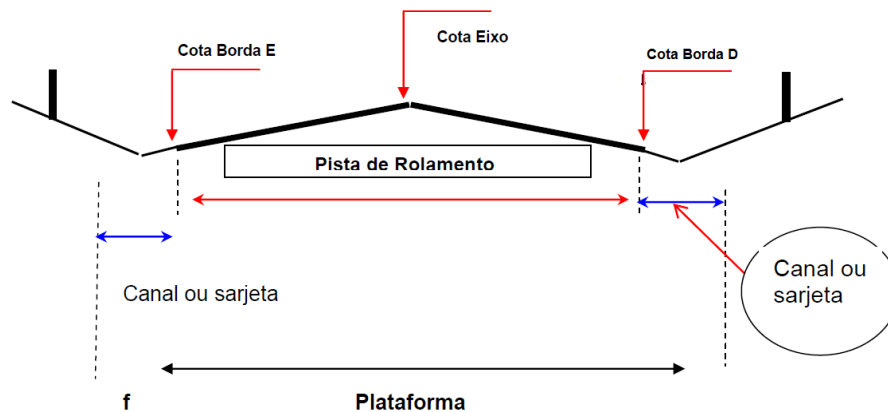 Cota Borda E
Cota Eixo
Cota Borda D
Pista de Rolamento
Canal ou sarjeta
Canal ou
sarjeta
f
Plataforma